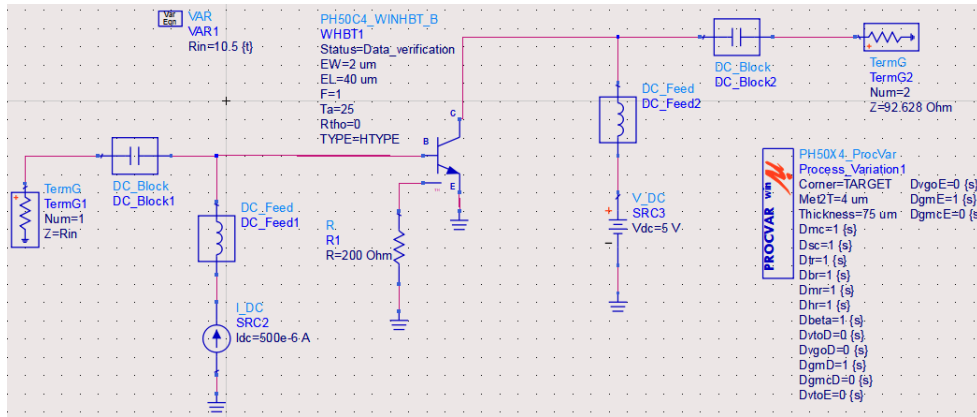 Var
Eqn
VAR
VAR1
Rin=10.5 {t}
PH50C4_WINHBT_B
WHBT1
Status=Data_verification
EW=2 um
EL=40 um
F=1
Ta=25
Rtho=0
TYPE=HTYPE
C
B
E
DC_Block
DC_Block2
TermG
TermG2
Num=2
Z=92.628 Ohm
DC_Feed
DC_Feed2
DC_Block
DC_Block1
TermG
TermG1
Num=1
Z=Rin
DC_Feed
DC_Feed1
R
R1
R=200 Ohm
V_DC
SRC3
Vdc=5 V
I_DC
SRC2
Idc=500e-6 A
PROCVAR win
PH50X4_ProcVar
Process_Variation1
Corner=TARGET DvgoE=0 {s}
Met2T=4 um DgmE=1 {s}
Thickness=75 um DgmcE=0 {s
Dmc=1 {s}
Dsc=1 {s}
Dtr=1 {s}
Dbr=1 {s}
Dmr=1 {s}
Dhr=1 {s}
Dbeta=1 {s}
DvtoD=0 {s}
DvgoD=0 {s}
DgmD=1 {s}
DgmcD=0 {s}
DvtoE=0 {s}